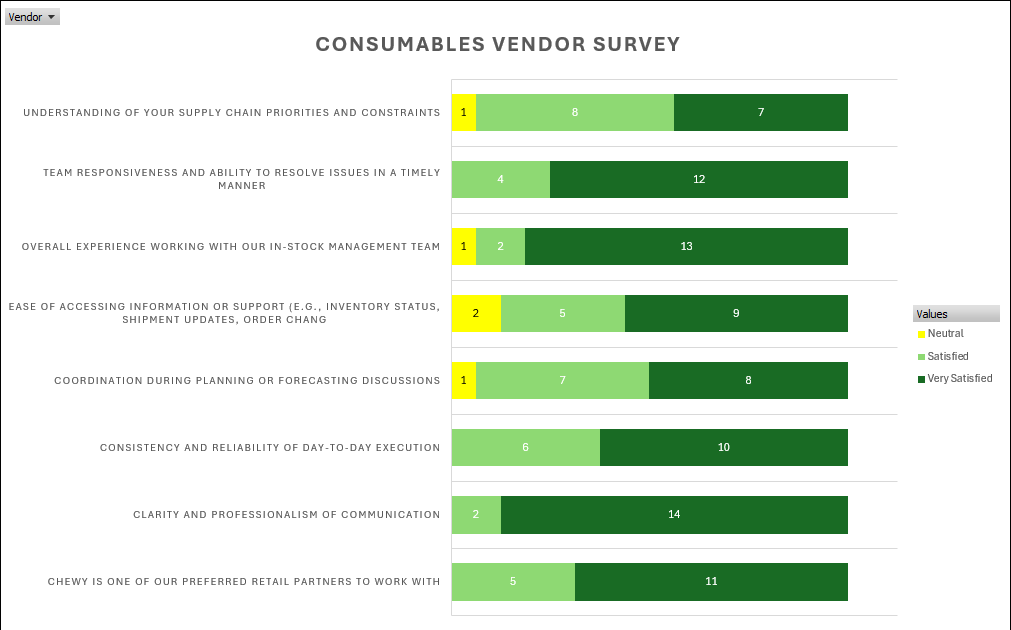 Vendor
CONSUMABLES VENDOR SURVEY
UNDERSTANDING OF YOUR SUPPLY CHAIN PRIORITIES AND CONSTRAINTS
1 8 7
TEAM RESPONSIVENESS AND ABILITY TO RESOLVE ISSUES IN A TIMELY
MANNER
4 12
OVERALL EXPERIENCE WORKING WITH OUR IN-STOCK MANAGEMENT TEAM
1 2 13
EASE OF ACCESSING INFORMATION OR SUPPORT (E.G., INVENTORY STATUS,
SHIPMENT UPDATES, ORDER CHANG
2 5 9
COORDINATION DURING PLANNING OR FORECASTING DISCUSSIONS
1 7 8
CONSISTENCY AND RELIABILITY OF DAY-TO-DAY EXECUTION
6 10
CLARITY AND PROFESSIONALISM OF COMMUNICATION
2 14
CHEWY IS ONE OF OUR PREFERRED RETAIL PARTNERS TO WORK WITH
5 11
Values
Neutral
Satisfied
Very Satisfied